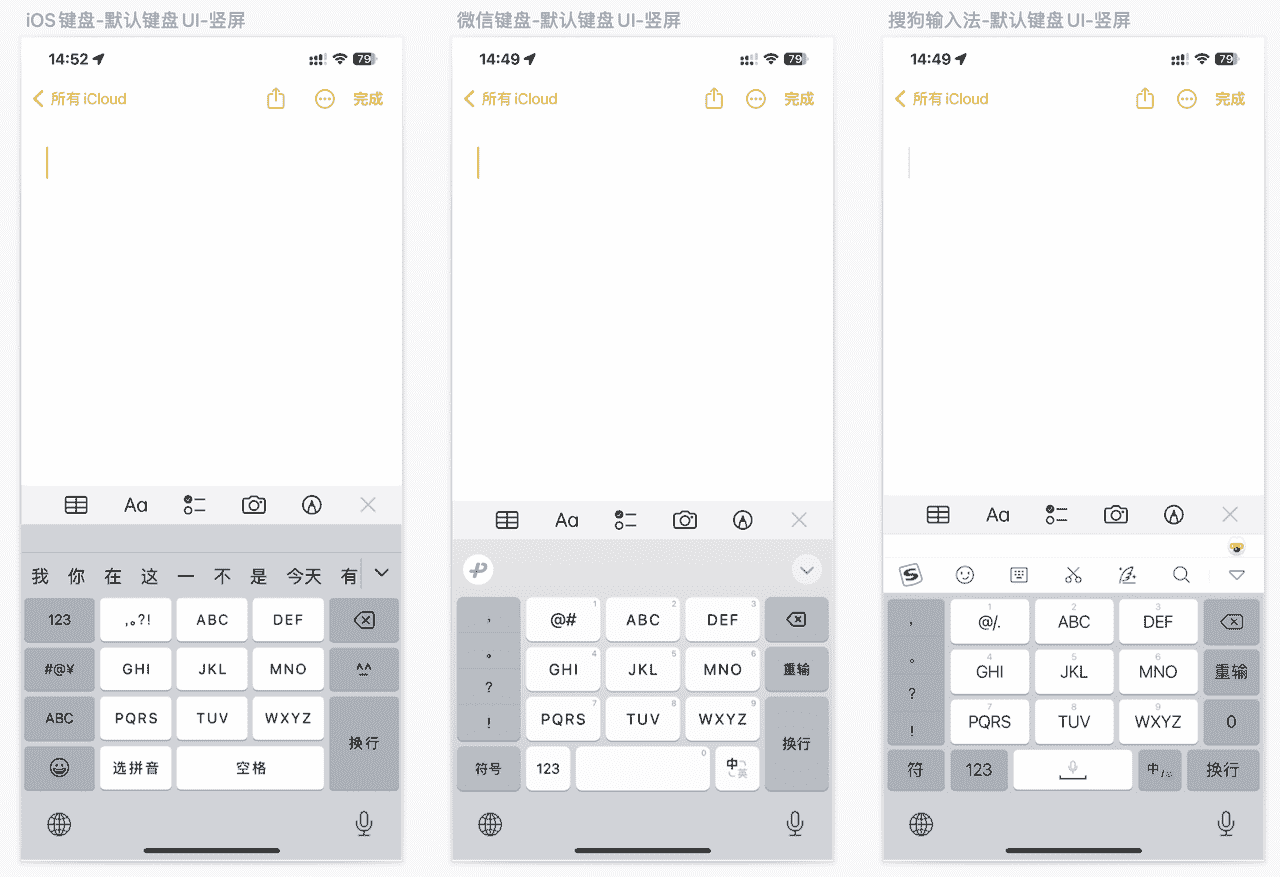 iOS 键盘-默认键盘 UI-竖屏
14:52
79
所有 iCloud
完成
Aa
我 你 在 这 一 不 是 今天 有
123 ,。?! ABC DEF
#@¥ GHI JKL MNO ^^
ABC PQRS TUV WXYZ
换行
选拼音 空格
微信键盘-默认键盘 UI-竖屏
14:49
79
所有 iCloud
完成
Aa
, @# 1 ABC 2 DEF 3
。 GHI 4 JKL 5 MNO 6 重输
?
! PQRS 7 TUV 8 WXYZ 9
换行
符号 123 0 中 英
搜狗输入法-默认键盘 UI-竖屏
14:49
79
所有 iCloud
完成
Aa
S
, 1 @/. 2 ABC 3 DEF
。 4 GHI 5 JKL 6 MNO 重输
?
! 7 PQRS 8 TUV 9 WXYZ 0
符 123 中 换行